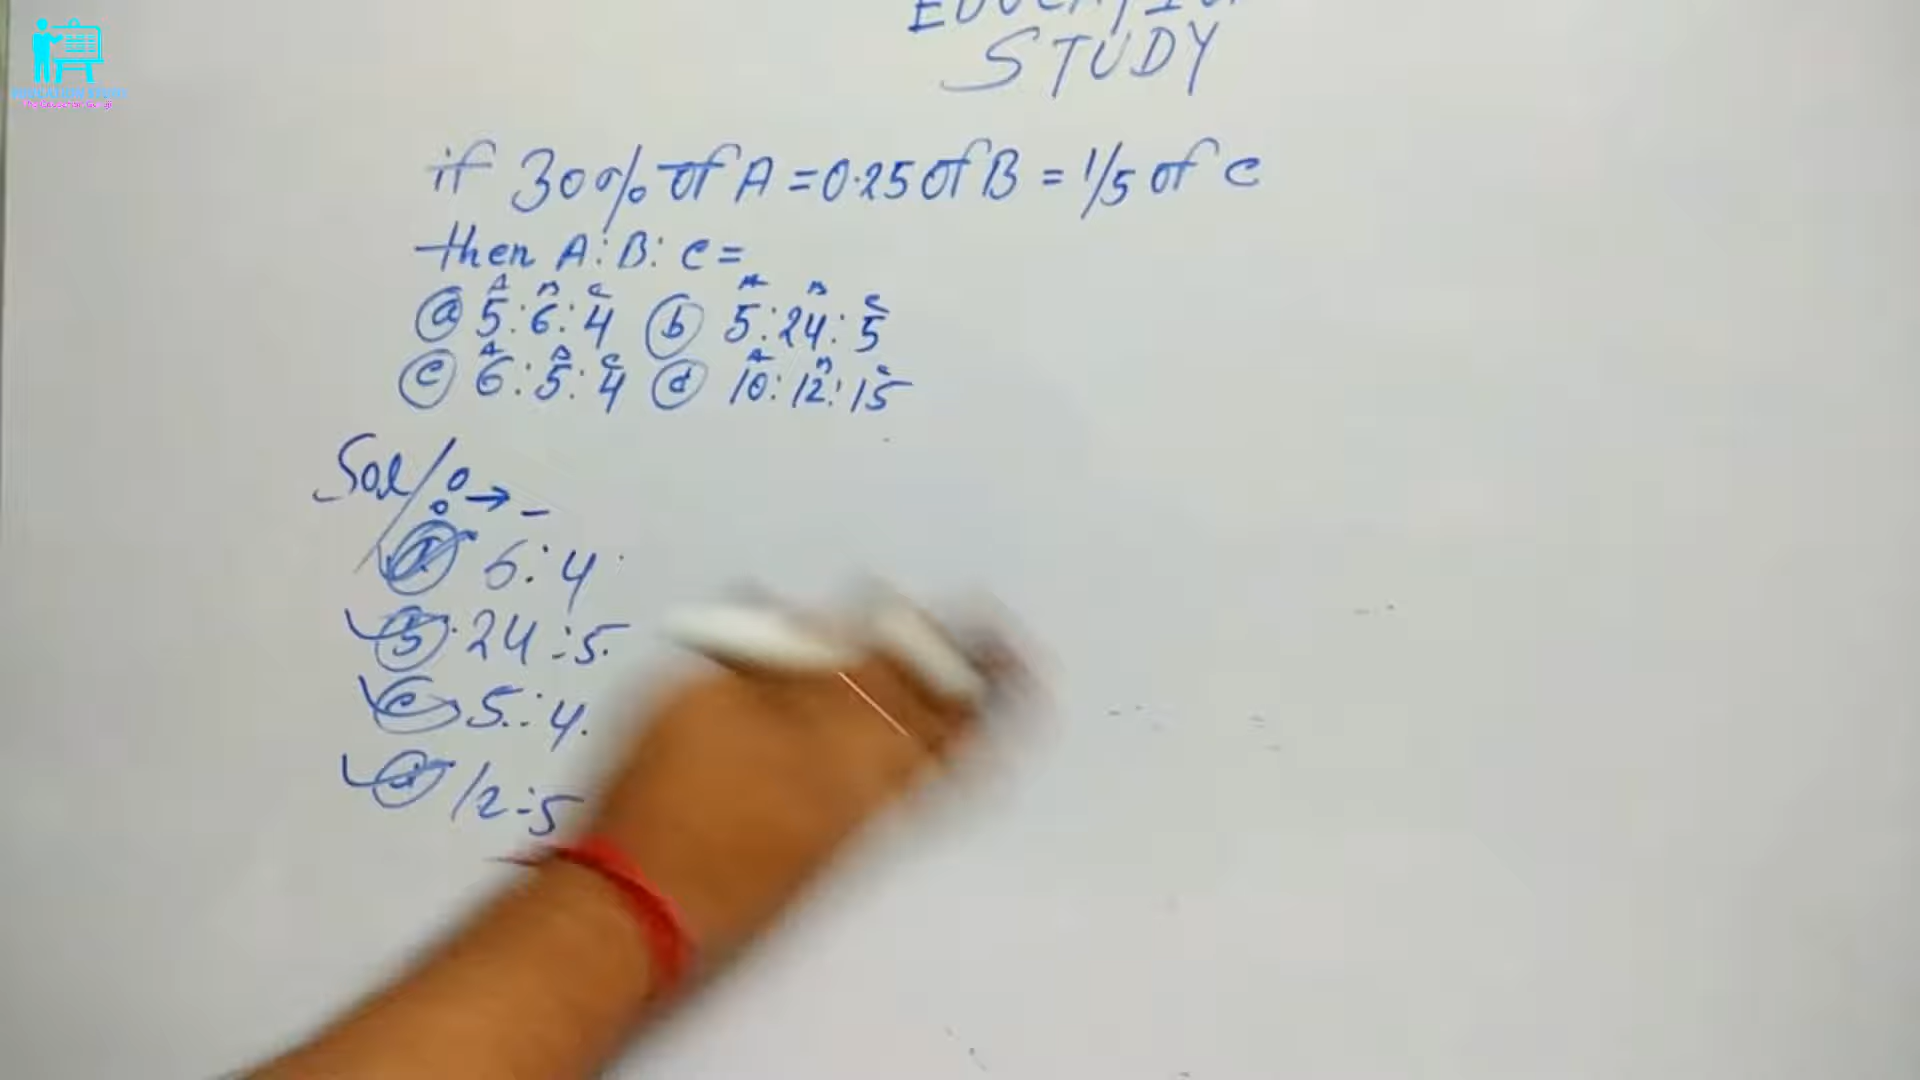 STUDY
if 30% of A = 0.25 of B = 1/5 of C
then A:B: C =
A B C A B C
(a) 5:6:4 (b) 5:24:5
A B C A B C
(c) 6:5:4 (d) 10:12:15
Sol/: → -
6:4
(b) 24:5
(c) 5:4
(d) 12:5